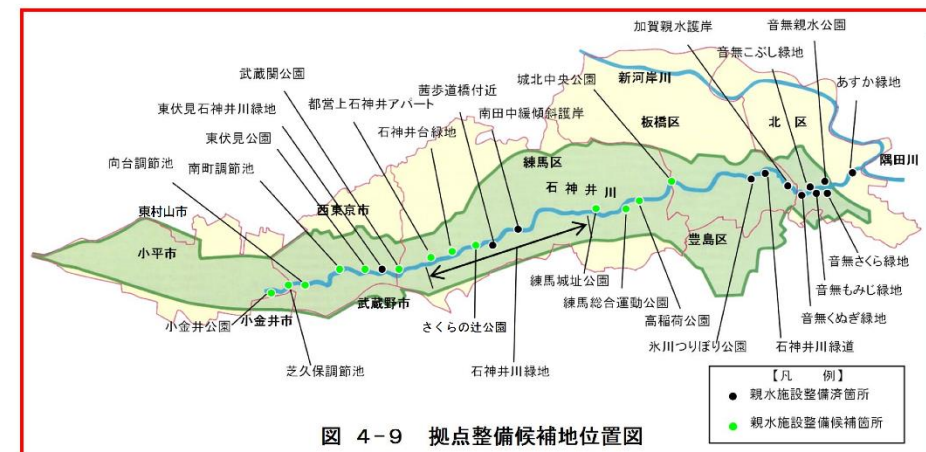 音無親水公園
加賀親水護岸
音無こぶし緑地
武蔵関公園
茜歩道橋付近
城北中央公園
新河岸川
あすか緑地
東伏見石神井川緑地
都営上石神井アパート
南田中緩傾斜護岸
板橋区
北区
東伏見公園
石神井台緑地
向台調節池
南町調節池
練馬区
隅田川
石神井川
東村山市
西東京市
小平市
豊島区
音無さくら緑地
練馬城址公園
音無もみじ緑地
武蔵野市
練馬総合運動公園
小金井公園
小金井市
さくらの辻公園
高稲荷公園
音無くぬぎ緑地
氷川つりぼり公園
石神井川緑道
芝久保調節池
石神井川緑地
【凡 例】
● 親水施設整備済箇所
● 親水施設整備候補箇所
図 4-9 拠点整備候補地位置図